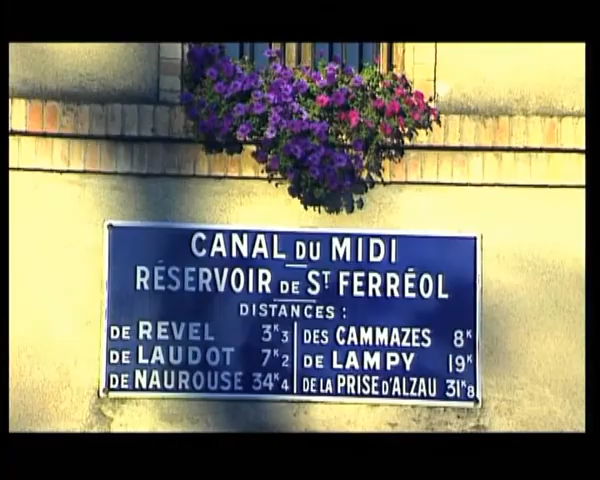 CANAL DU MIDI
RÉSERVOIR DE ST FERRÉOL
DISTANCES :
DE REVEL 3K3
DE LAUDOT 7K2
DE NAUROUSE 34K4
DES CAMMAZES 8K
DE LAMPY 19K
DE LA PRISE D'ALZAU 31K8